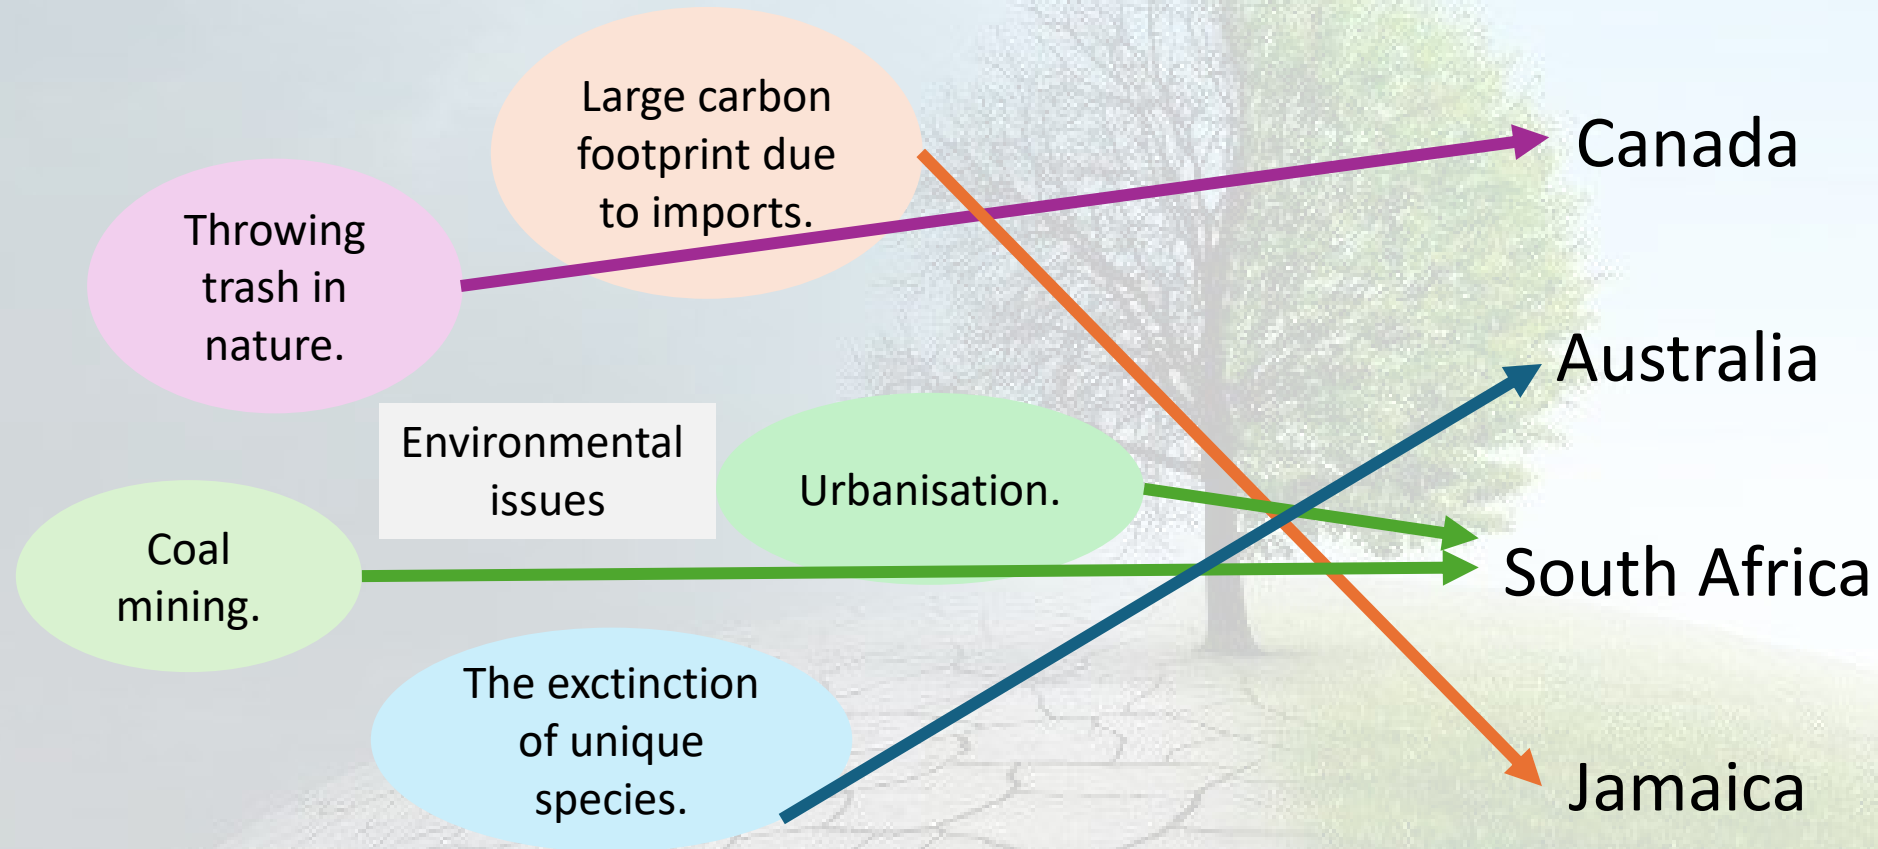 Large carbon
footprint due
to imports.
Throwing
trash in
nature.
Environmental
issues
Urbanisation.
Coal
mining.
The exctinction
of unique
species.
Canada
Australia
South Africa
Jamaica